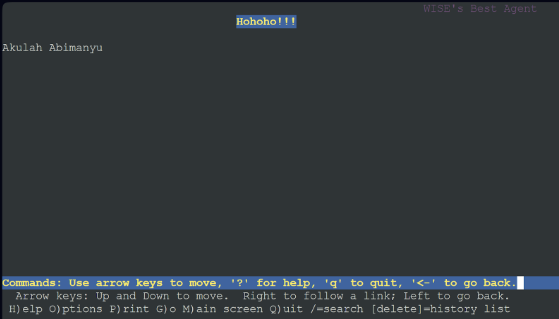 WISE's Best Agent
Hohoho!!!
Akulah Abimanyu
Commands: Use arrow keys to move, '?' for help, 'q' to quit, '<-' to go back.
Arrow keys: Up and Down to move. Right to follow a link; Left to go back.
H)elp O)ptions P)rint G)o M)ain screen Q)uit /=search [delete]=history list